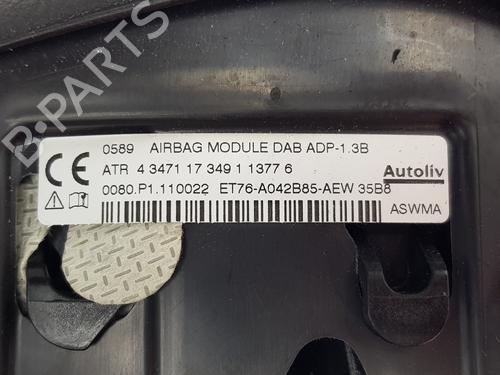 B-PARTS
0589 AIRBAG MODULE DAB ADP-1.3B
CE ATR 4 3471 17 349 1 1377 6 Autoliv
0080.P1.110022 ET76-A042B85-AEW 35B8
ASWMA